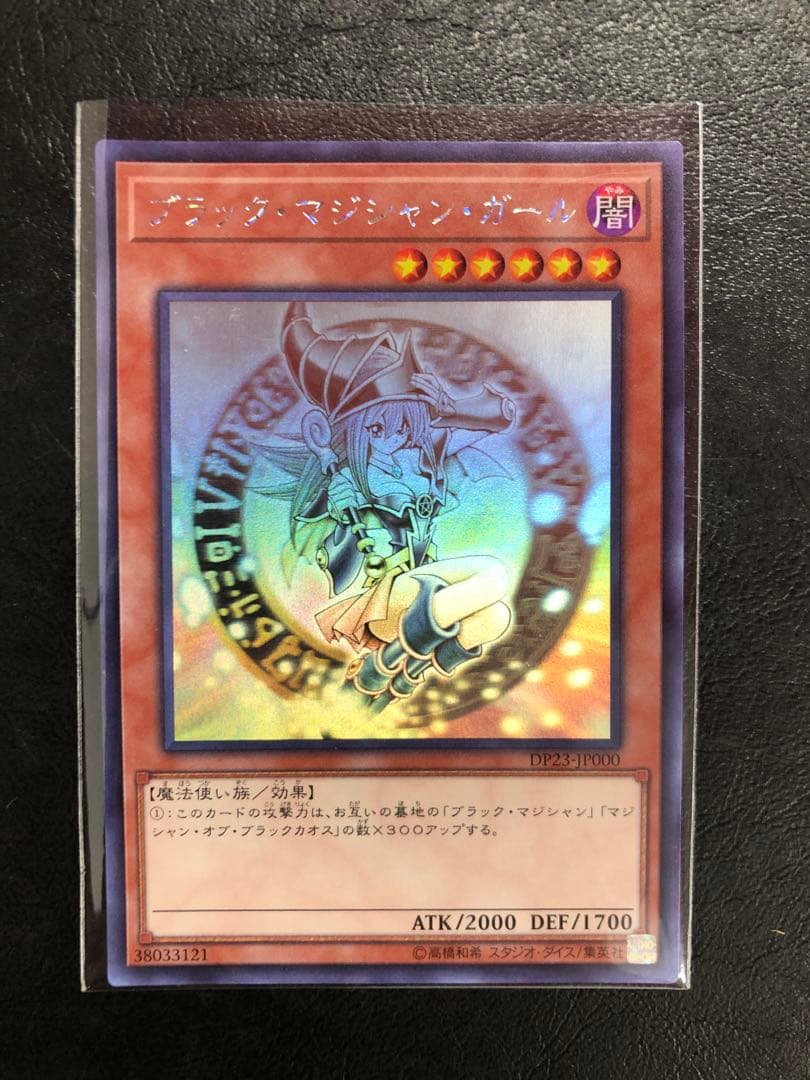 ブラック・マジシャン・ガール
やみ
闇
DP23-JP000
【魔法使い族/効果】
①:このカードの攻撃力は、お互いの墓地の「ブラック・マジシャン」「マジ
シャン・オブ・ブラックカオス」の数×300アップする。
ATK/2000 DEF/1700
38033121
©高橋和希 スタジオ・ダイス/集英社